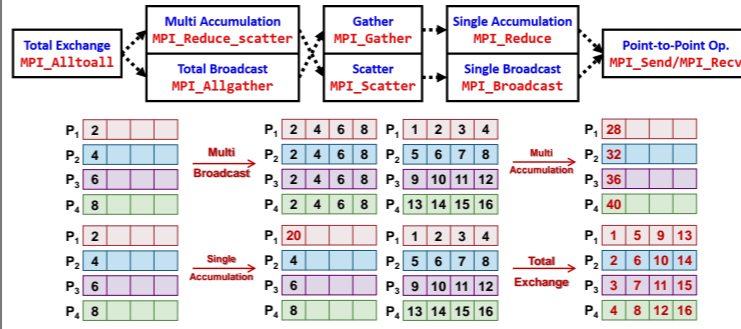 Total Exchange
MPI_Alltoall
Multi Accumulation
MPI_Reduce_scatter
Total Broadcast
MPI_Allgather
Gather
MPI_Gather
Scatter
MPI_Scatter
Single Accumulation
MPI_Reduce
Single Broadcast
MPI_Broadcast
Point-to-Point Op.
MPI_Send/MPI_Recv
P1 2
P2 4
P3 6
P4 8
Multi
Broadcast
P1 2 4 6 8
P2 2 4 6 8
P3 2 4 6 8
P4 2 4 6 8
P1 1 2 3 4
P2 5 6 7 8
P3 9 10 11 12
P4 13 14 15 16
Multi
Accumulation
P1 28
P2 32
P3 36
P4 40
P1 2
P2 4
P3 6
P4 8
Single
Accumulation
P1 20
P2 4
P3 6
P4 8
P1 1 2 3 4
P2 5 6 7 8
P3 9 10 11 12
P4 13 14 15 16
Total
Exchange
P1 1 5 9 13
P2 2 6 10 14
P3 3 7 11 15
P4 4 8 12 16